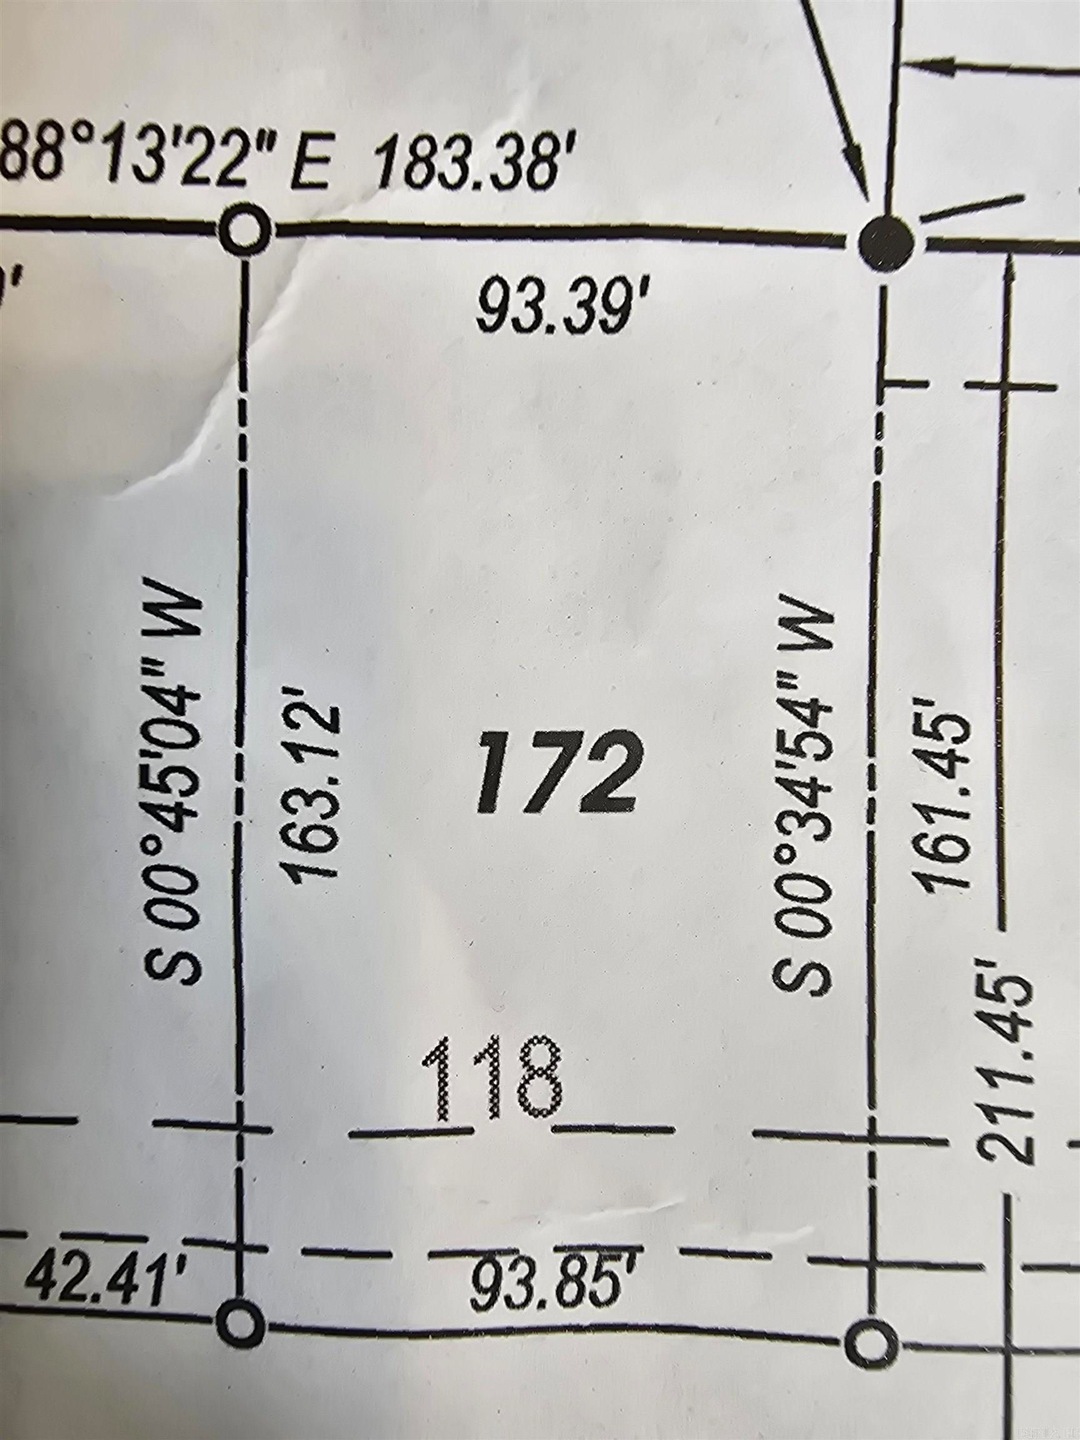 88°13'22" E 183.38'
93.39'
S 00°45'04" W
163.12'
172
S 00°34'54" W
161.45'
211.45'
118
42.41'
93.85'